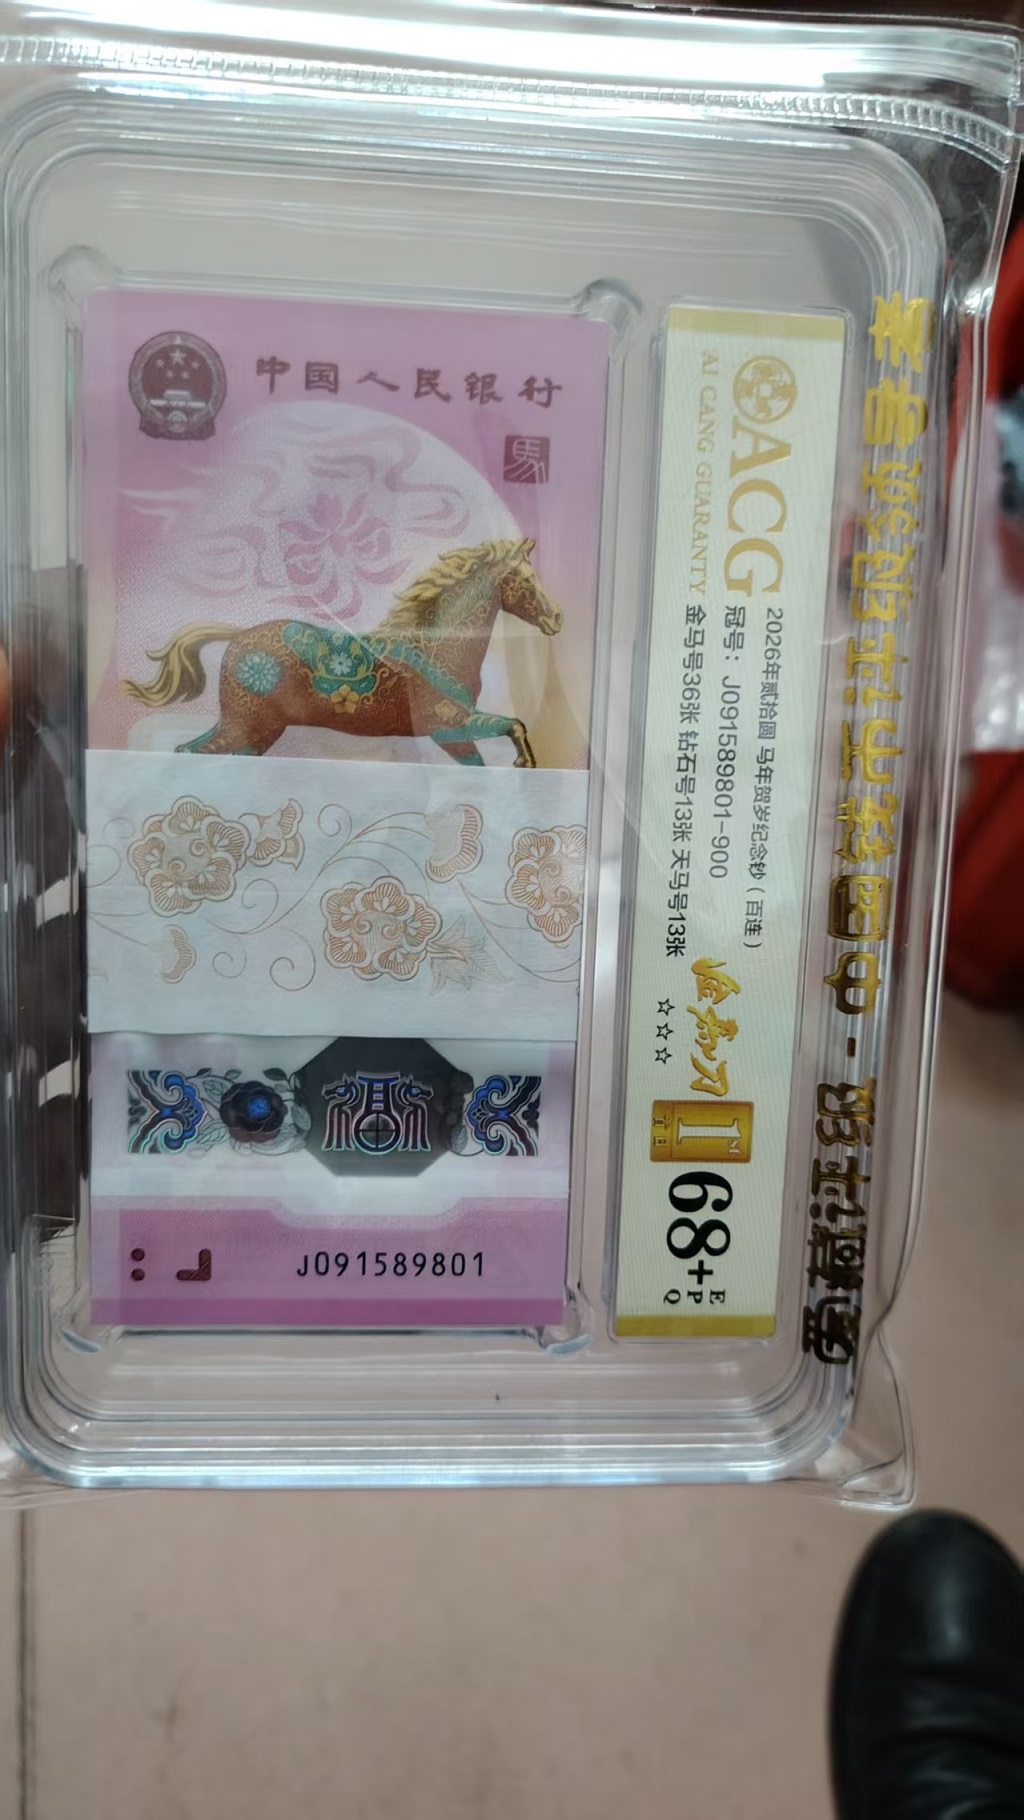 中国人民银行
馬
J091589801
ACG
AI CANG GUARANTY
2026年贰拾圆 马年贺岁纪念钞（百连）
冠号：J091589801-900
金马号36张 钻石号13张 天马号13张
☆☆☆
1ST
68+
EPQ